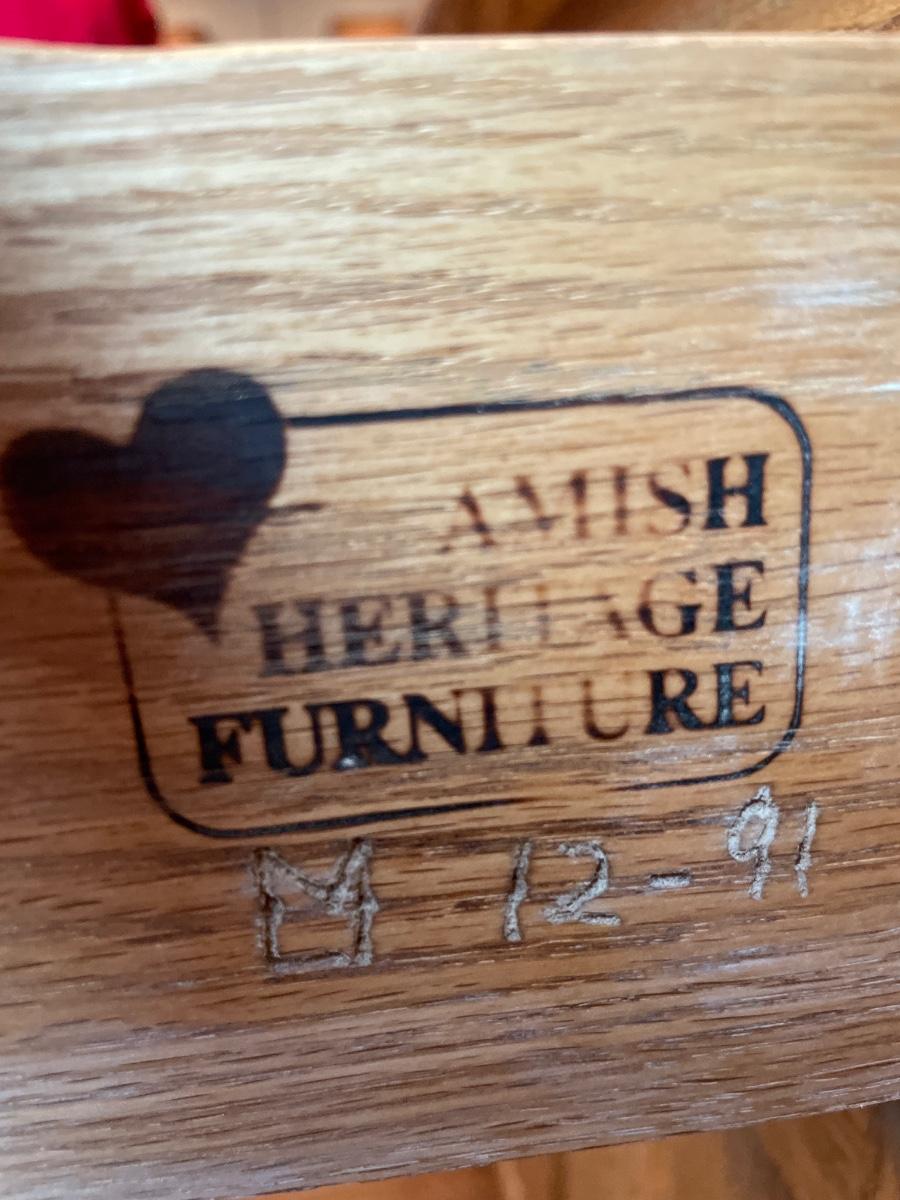 AMISH
HERITAGE
FURNITURE
M 12-91